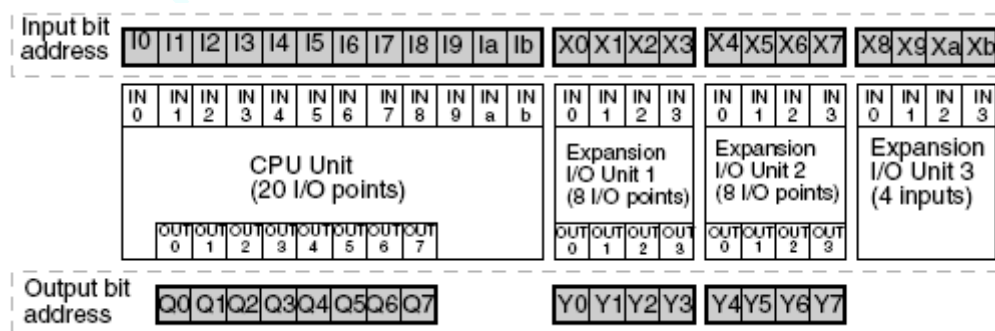 Input bit
address
I0 I1 I2 I3 I4 I5 I6 I7 I8 I9 Ia Ib X0 X1 X2 X3 X4 X5 X6 X7 X8 X9 Xa Xb
IN IN IN IN IN IN IN IN IN IN IN IN IN IN IN IN IN IN IN IN IN IN IN IN
0 1 2 3 4 5 6 7 8 9 a b 0 1 2 3 0 1 2 3 0 1 2 3
CPU Unit
(20 I/O points)
Expansion
I/O Unit 1
(8 I/O points)
Expansion
I/O Unit 2
(8 I/O points)
Expansion
I/O Unit 3
(4 inputs)
OUT OUT OUT OUT OUT OUT OUT OUT OUT OUT OUT OUT OUT OUT OUT OUT
0 1 2 3 4 5 6 7 0 1 2 3 0 1 2 3
Output bit
address
Q0 Q1 Q2 Q3 Q4 Q5 Q6 Q7 Y0 Y1 Y2 Y3 Y4 Y5 Y6 Y7